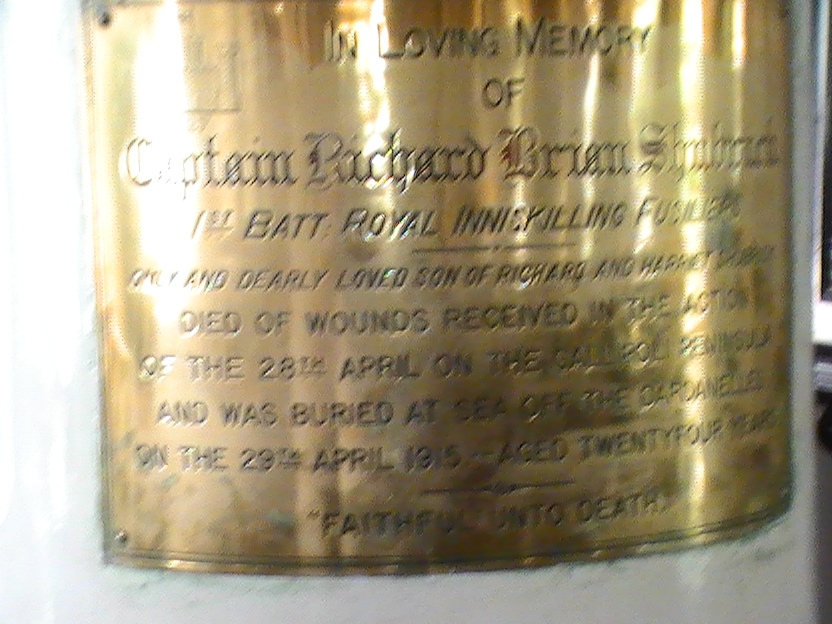 IN LOVING MEMORY
OF
Captain Richard Brian Shubrick
1ST BATT. ROYAL INNISKILLING FUSILIERS
ONLY AND DEARLY LOVED SON OF RICHARD AND HARRIET SHUBRICK
DIED OF WOUNDS RECEIVED IN THE ACTION
OF THE 28TH APRIL ON THE GALLIPOLI PENINSULA
AND WAS BURIED AT SEA OFF THE DARDANELLES
ON THE 29TH APRIL 1915 - AGED TWENTYFOUR YEARS
"FAITHFUL UNTO DEATH"